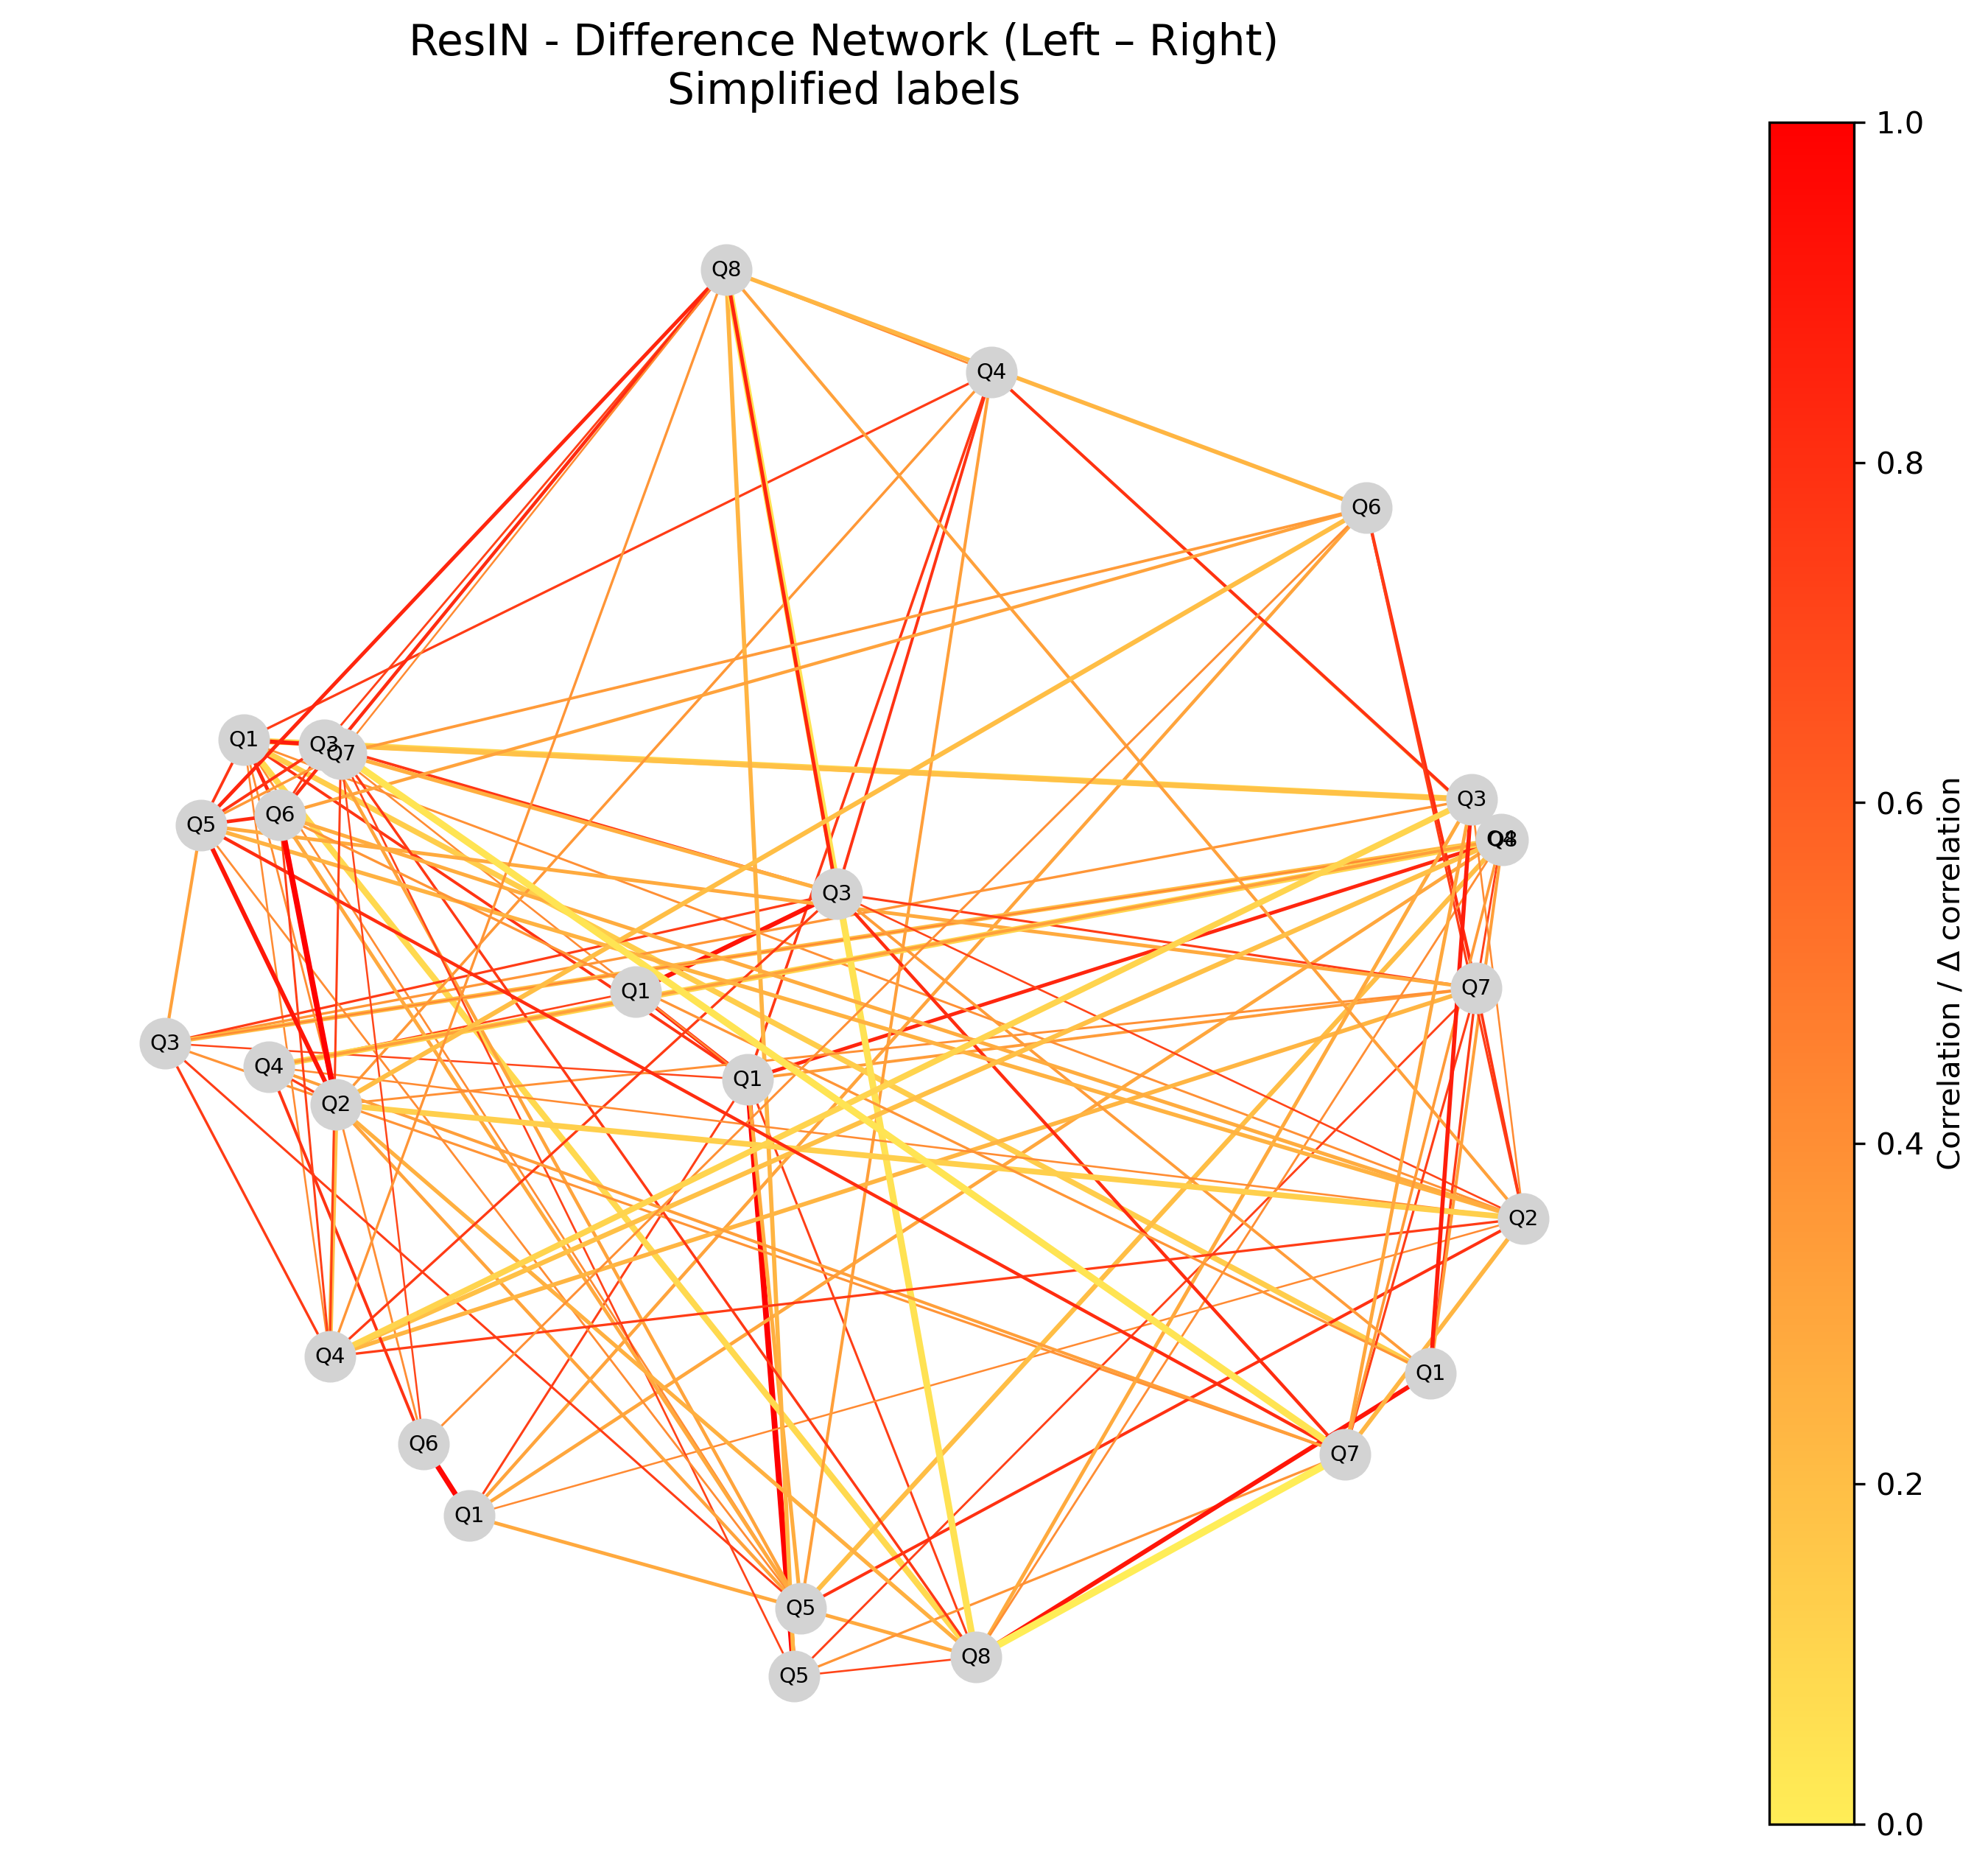 ResIN - Difference Network (Left – Right)
Simplified labels
1.0
Q8
Q4
0.8
Q6
Q1
Q3
Q7
Q3
0.6
Q5
Q6
Q8
Q3
Q1
Q7
Correlation / Δ correlation
Q3
Q4
Q1
Q2
0.4
Q2
Q4
Q1
Q6
Q7
0.2
Q1
Q5
Q8
Q5
0.0